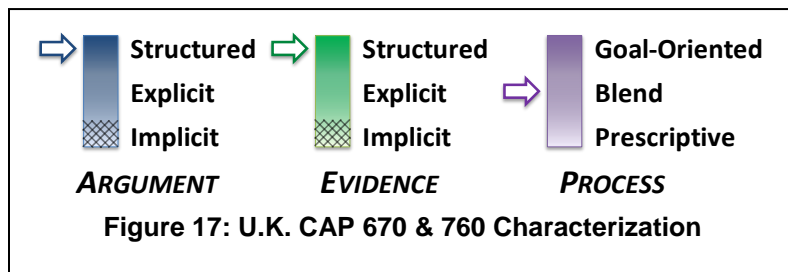 Structured Structured Goal-Oriented
Explicit Explicit Blend
Implicit Implicit Prescriptive
ARGUMENT EVIDENCE PROCESS
Figure 17: U.K. CAP 670 & 760 Characterization